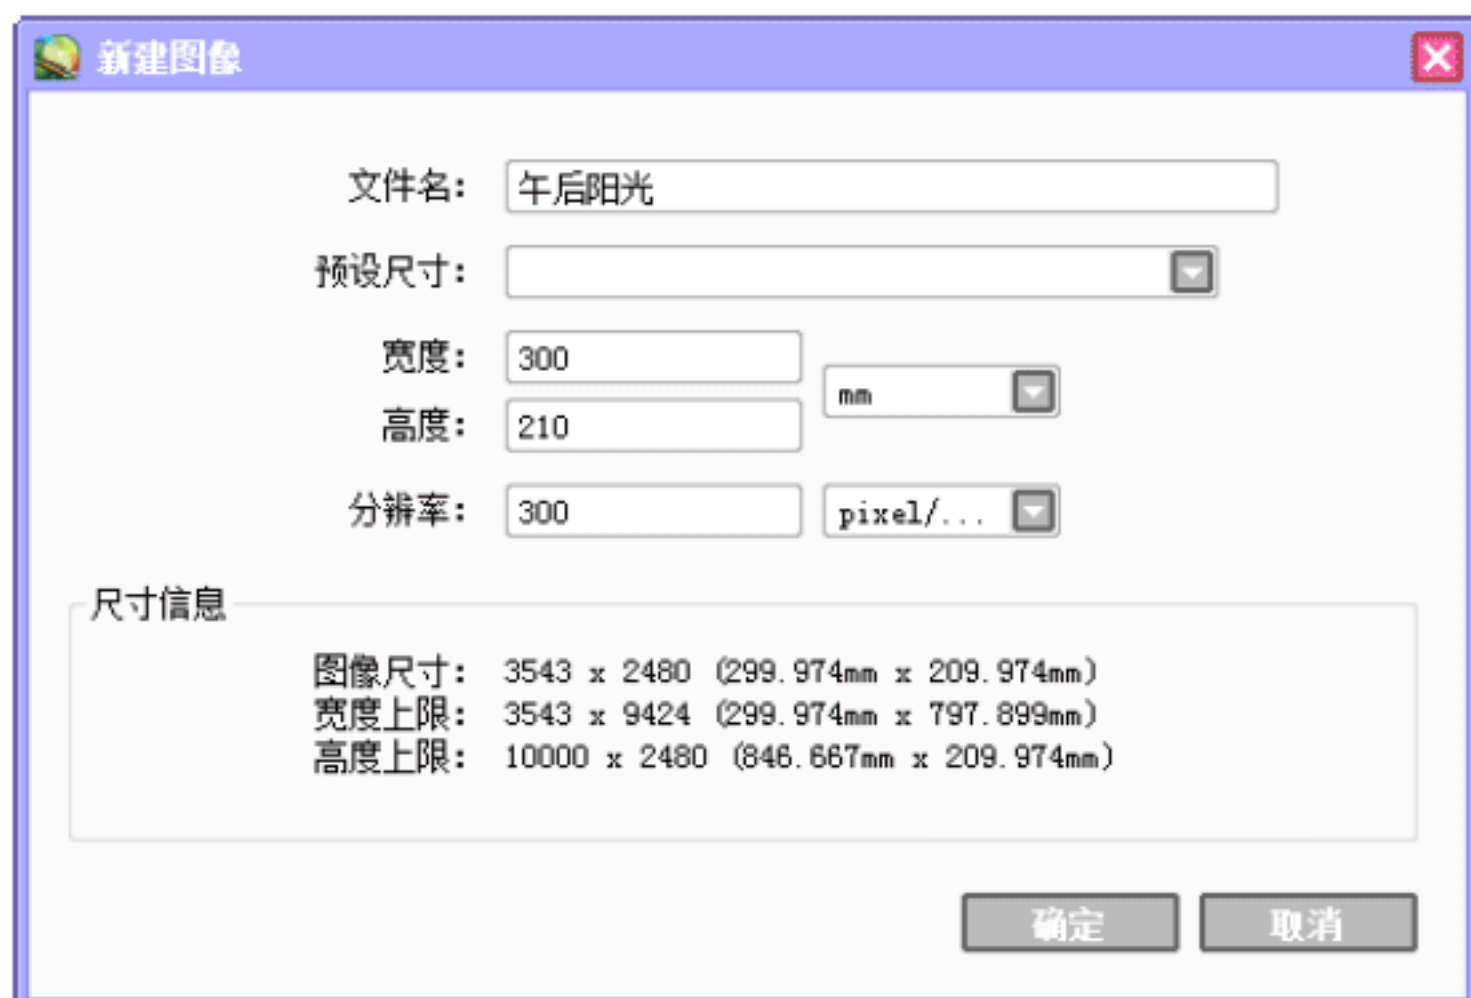 新建图像
文件名: 午后阳光
预设尺寸:
宽度: 300
mm
高度: 210
分辨率: 300 pixel/...
尺寸信息
图像尺寸: 3543 x 2480 (299.974mm x 209.974mm)
宽度上限: 3543 x 9424 (299.974mm x 797.899mm)
高度上限: 10000 x 2480 (846.667mm x 209.974mm)
确定 取消